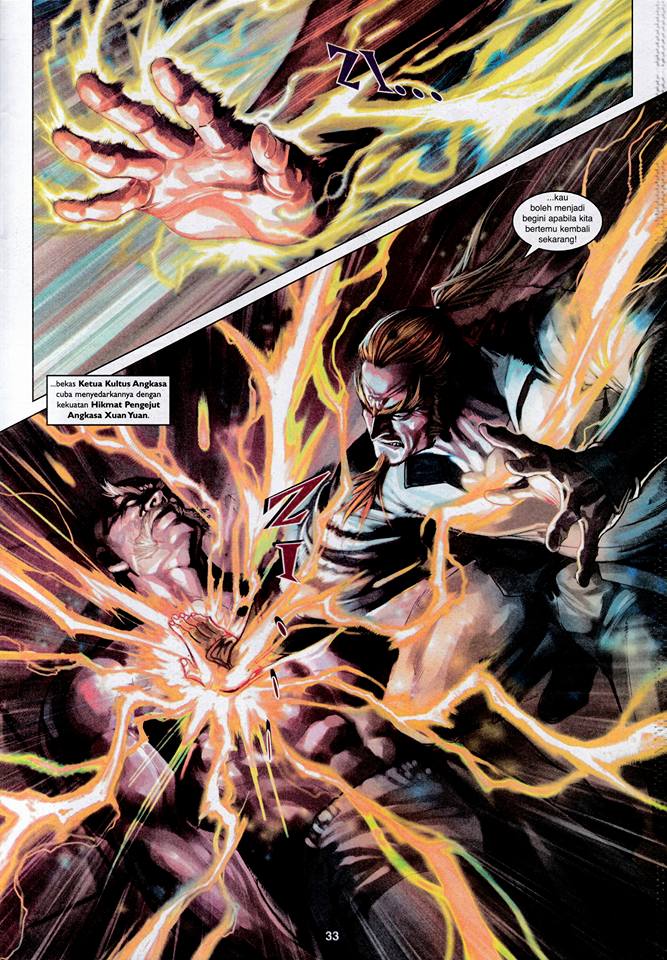 ZI...
...kau
boleh menjadi
begini apabila kita
bertemu kembali
sekarang!
...bekas Ketua Kultus Angkasa
cuba menyedarkannya dengan
kekuatan Hikmat Pengejut
Angkasa Xuan Yuan.
ZI...
33